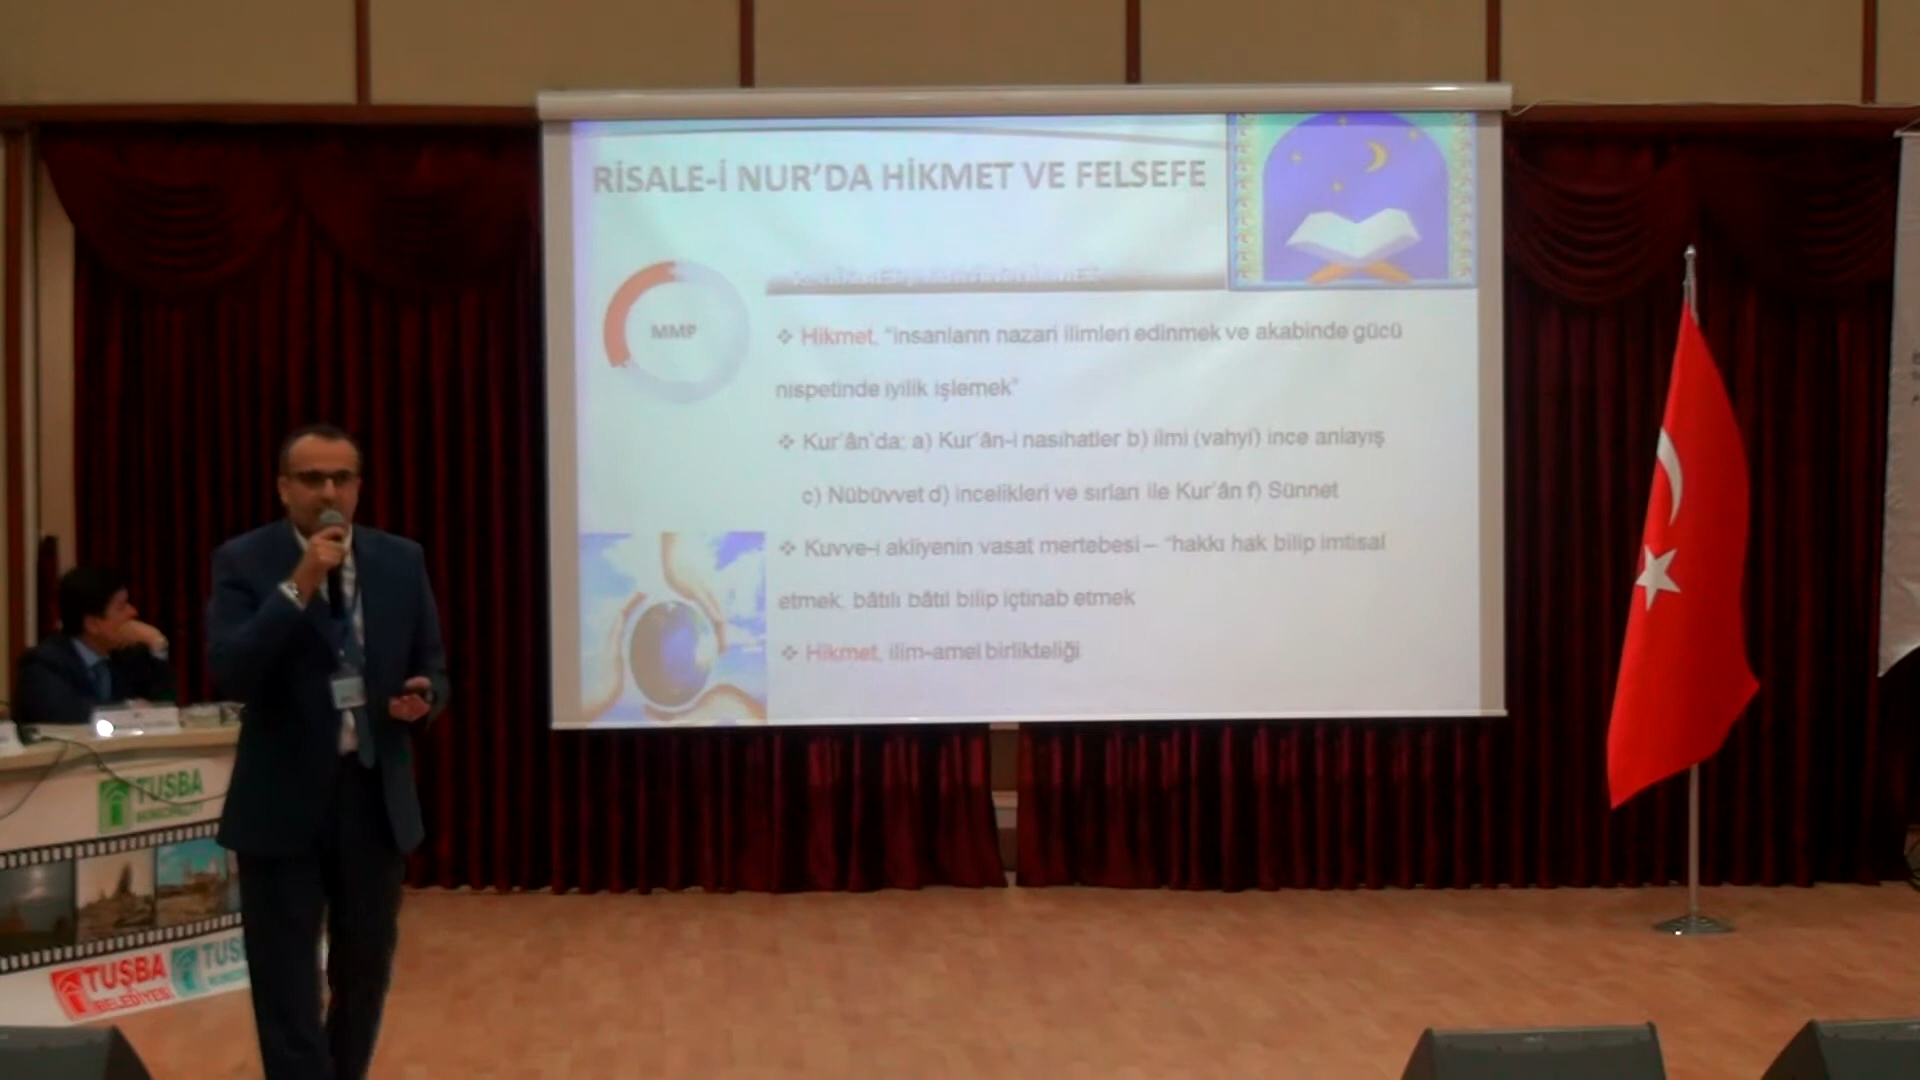 RİSALE-İ NUR'DA HİKMET VE FELSEFE
MMP
❖ Hikmet, "insanların nazari ilimleri edinmek ve akabinde gücü
nispetinde iyilik işlemek"
❖ Kur'ân'da: a) Kur'ân-i nasihatler b) ilmi (vahyi) ince anlayış
c) Nübüvvet d) incelikleri ve sırları ile Kur'ân f) Sünnet
❖ Kuvve-i akliyenin vasat mertebesi – "hakkı hak bilip imtisal
etmek, bâtılı bâtıl bilip içtinab etmek
❖ Hikmet, ilim-amel birlikteliği
TUŞBA
TUŞBA
BELEDİYESİ